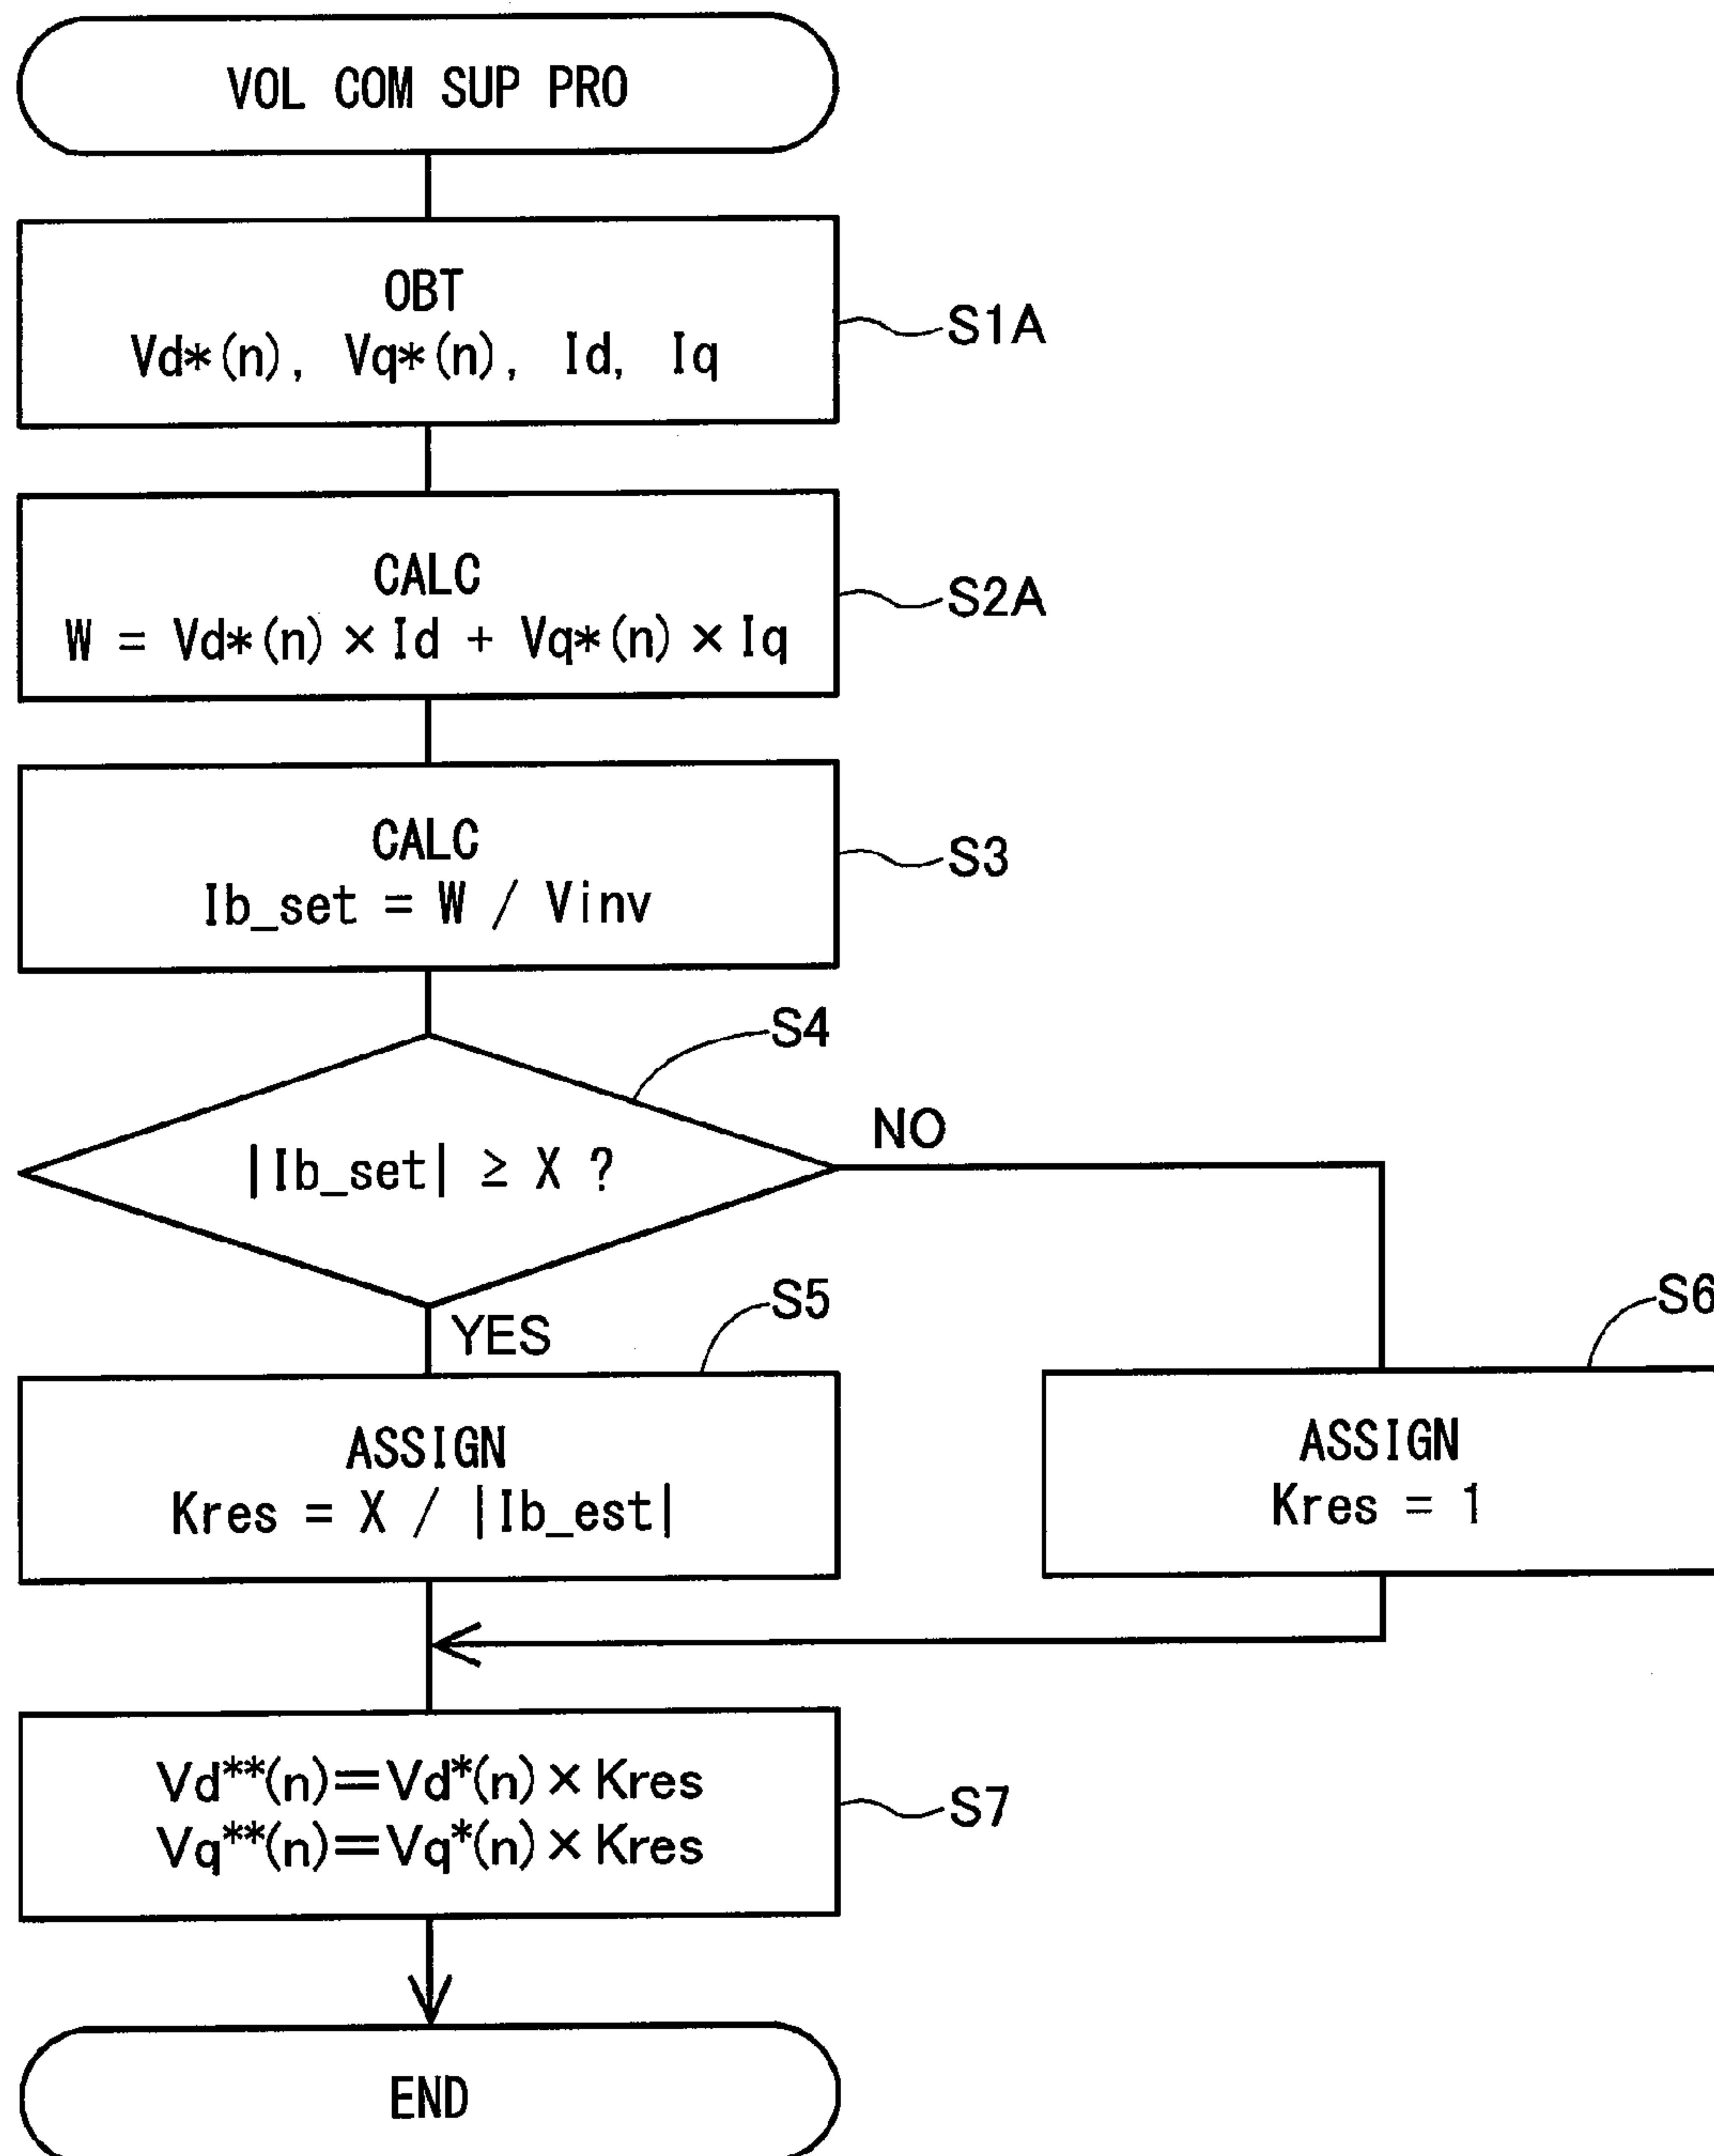 VOL COM SUP PRO
OBT
Vd*(n), Vq*(n), Id, Iq
S1A
CALC
W = Vd*(n) × Id + Vq*(n) × Iq
S2A
CALC
Ib_set = W / Vinv
S3
S4
|Ib_set| ≥ X ?
NO
YES
S5
S6
ASSIGN
Kres = X / |Ib_est|
ASSIGN
Kres = 1
Vd**(n)=Vd*(n)×Kres
Vq**(n)=Vq*(n)×Kres
S7
END